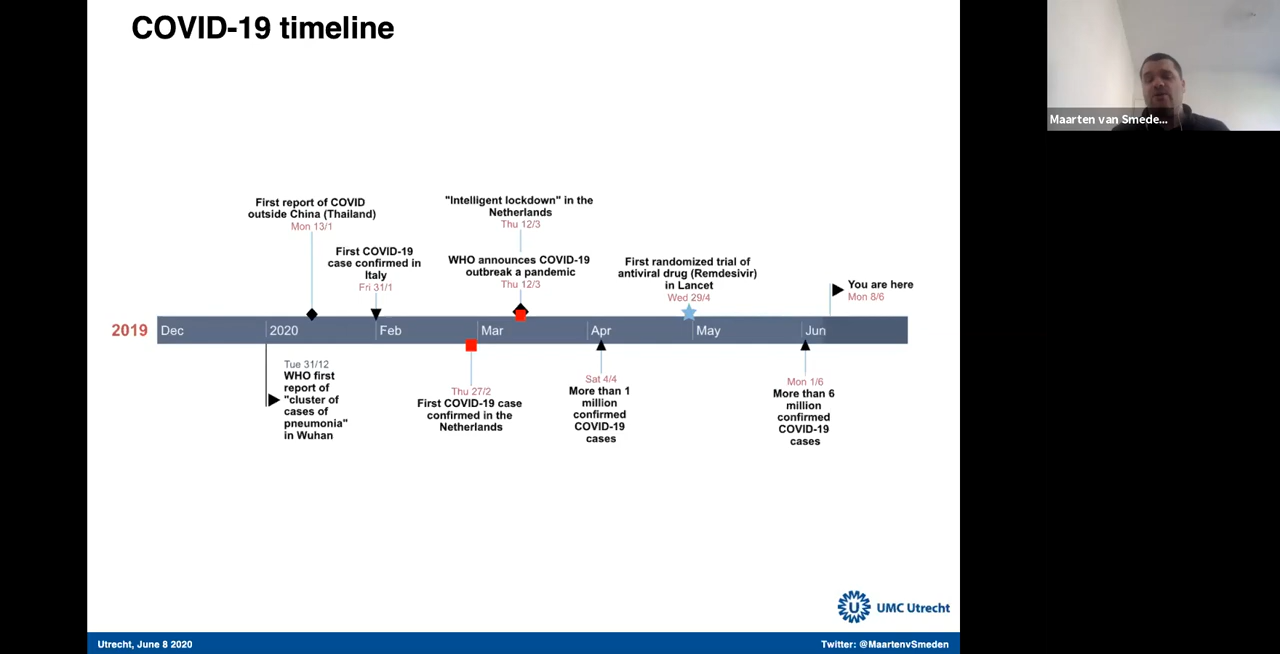 COVID-19 timeline
Maarten van Smede...
First report of COVID
outside China (Thailand)
Mon 13/1
First COVID-19
case confirmed in
Italy
Fri 31/1
"Intelligent lockdown" in the
Netherlands
Thu 12/3
WHO announces COVID-19
outbreak a pandemic
Thu 12/3
First randomized trial of
antiviral drug (Remdesivir)
in Lancet
Wed 29/4
You are here
Mon 8/6
2019 Dec 2020 Feb Mar Apr May Jun
Tue 31/12
WHO first
report of
"cluster of
cases of
pneumonia"
in Wuhan
Thu 27/2
First COVID-19 case
confirmed in the
Netherlands
Sat 4/4
More than 1
million
confirmed
COVID-19
cases
Mon 1/6
More than 6
million
confirmed
COVID-19
cases
U
UMC Utrecht
Utrecht, June 8 2020
Twitter: @MaartenvSmeden